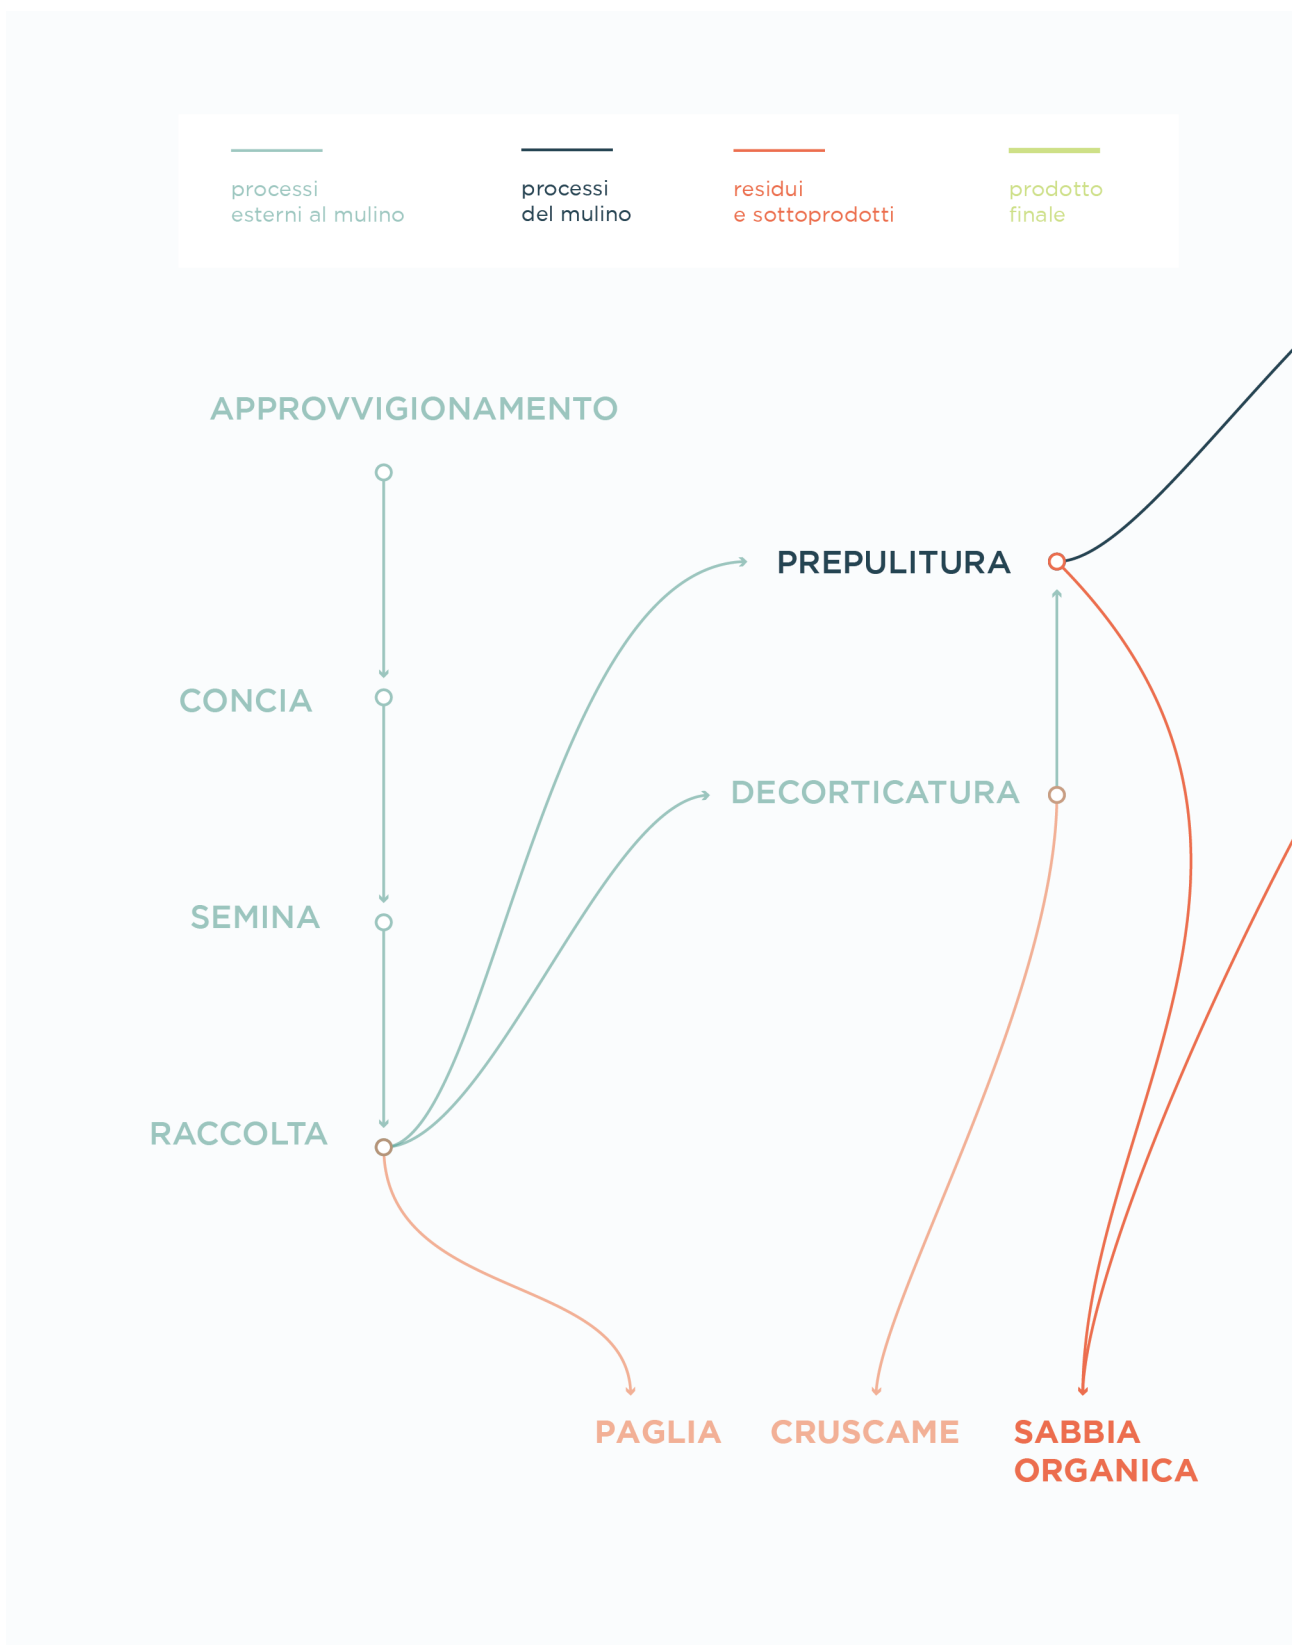 processi
esterni al mulino
processi
del mulino
residui
e sottoprodotti
prodotto
finale
APPROVVIGIONAMENTO
PREPULITURA
CONCIA
DECORTICATURA
SEMINA
RACCOLTA
PAGLIA
CRUSCAME
SABBIA
ORGANICA